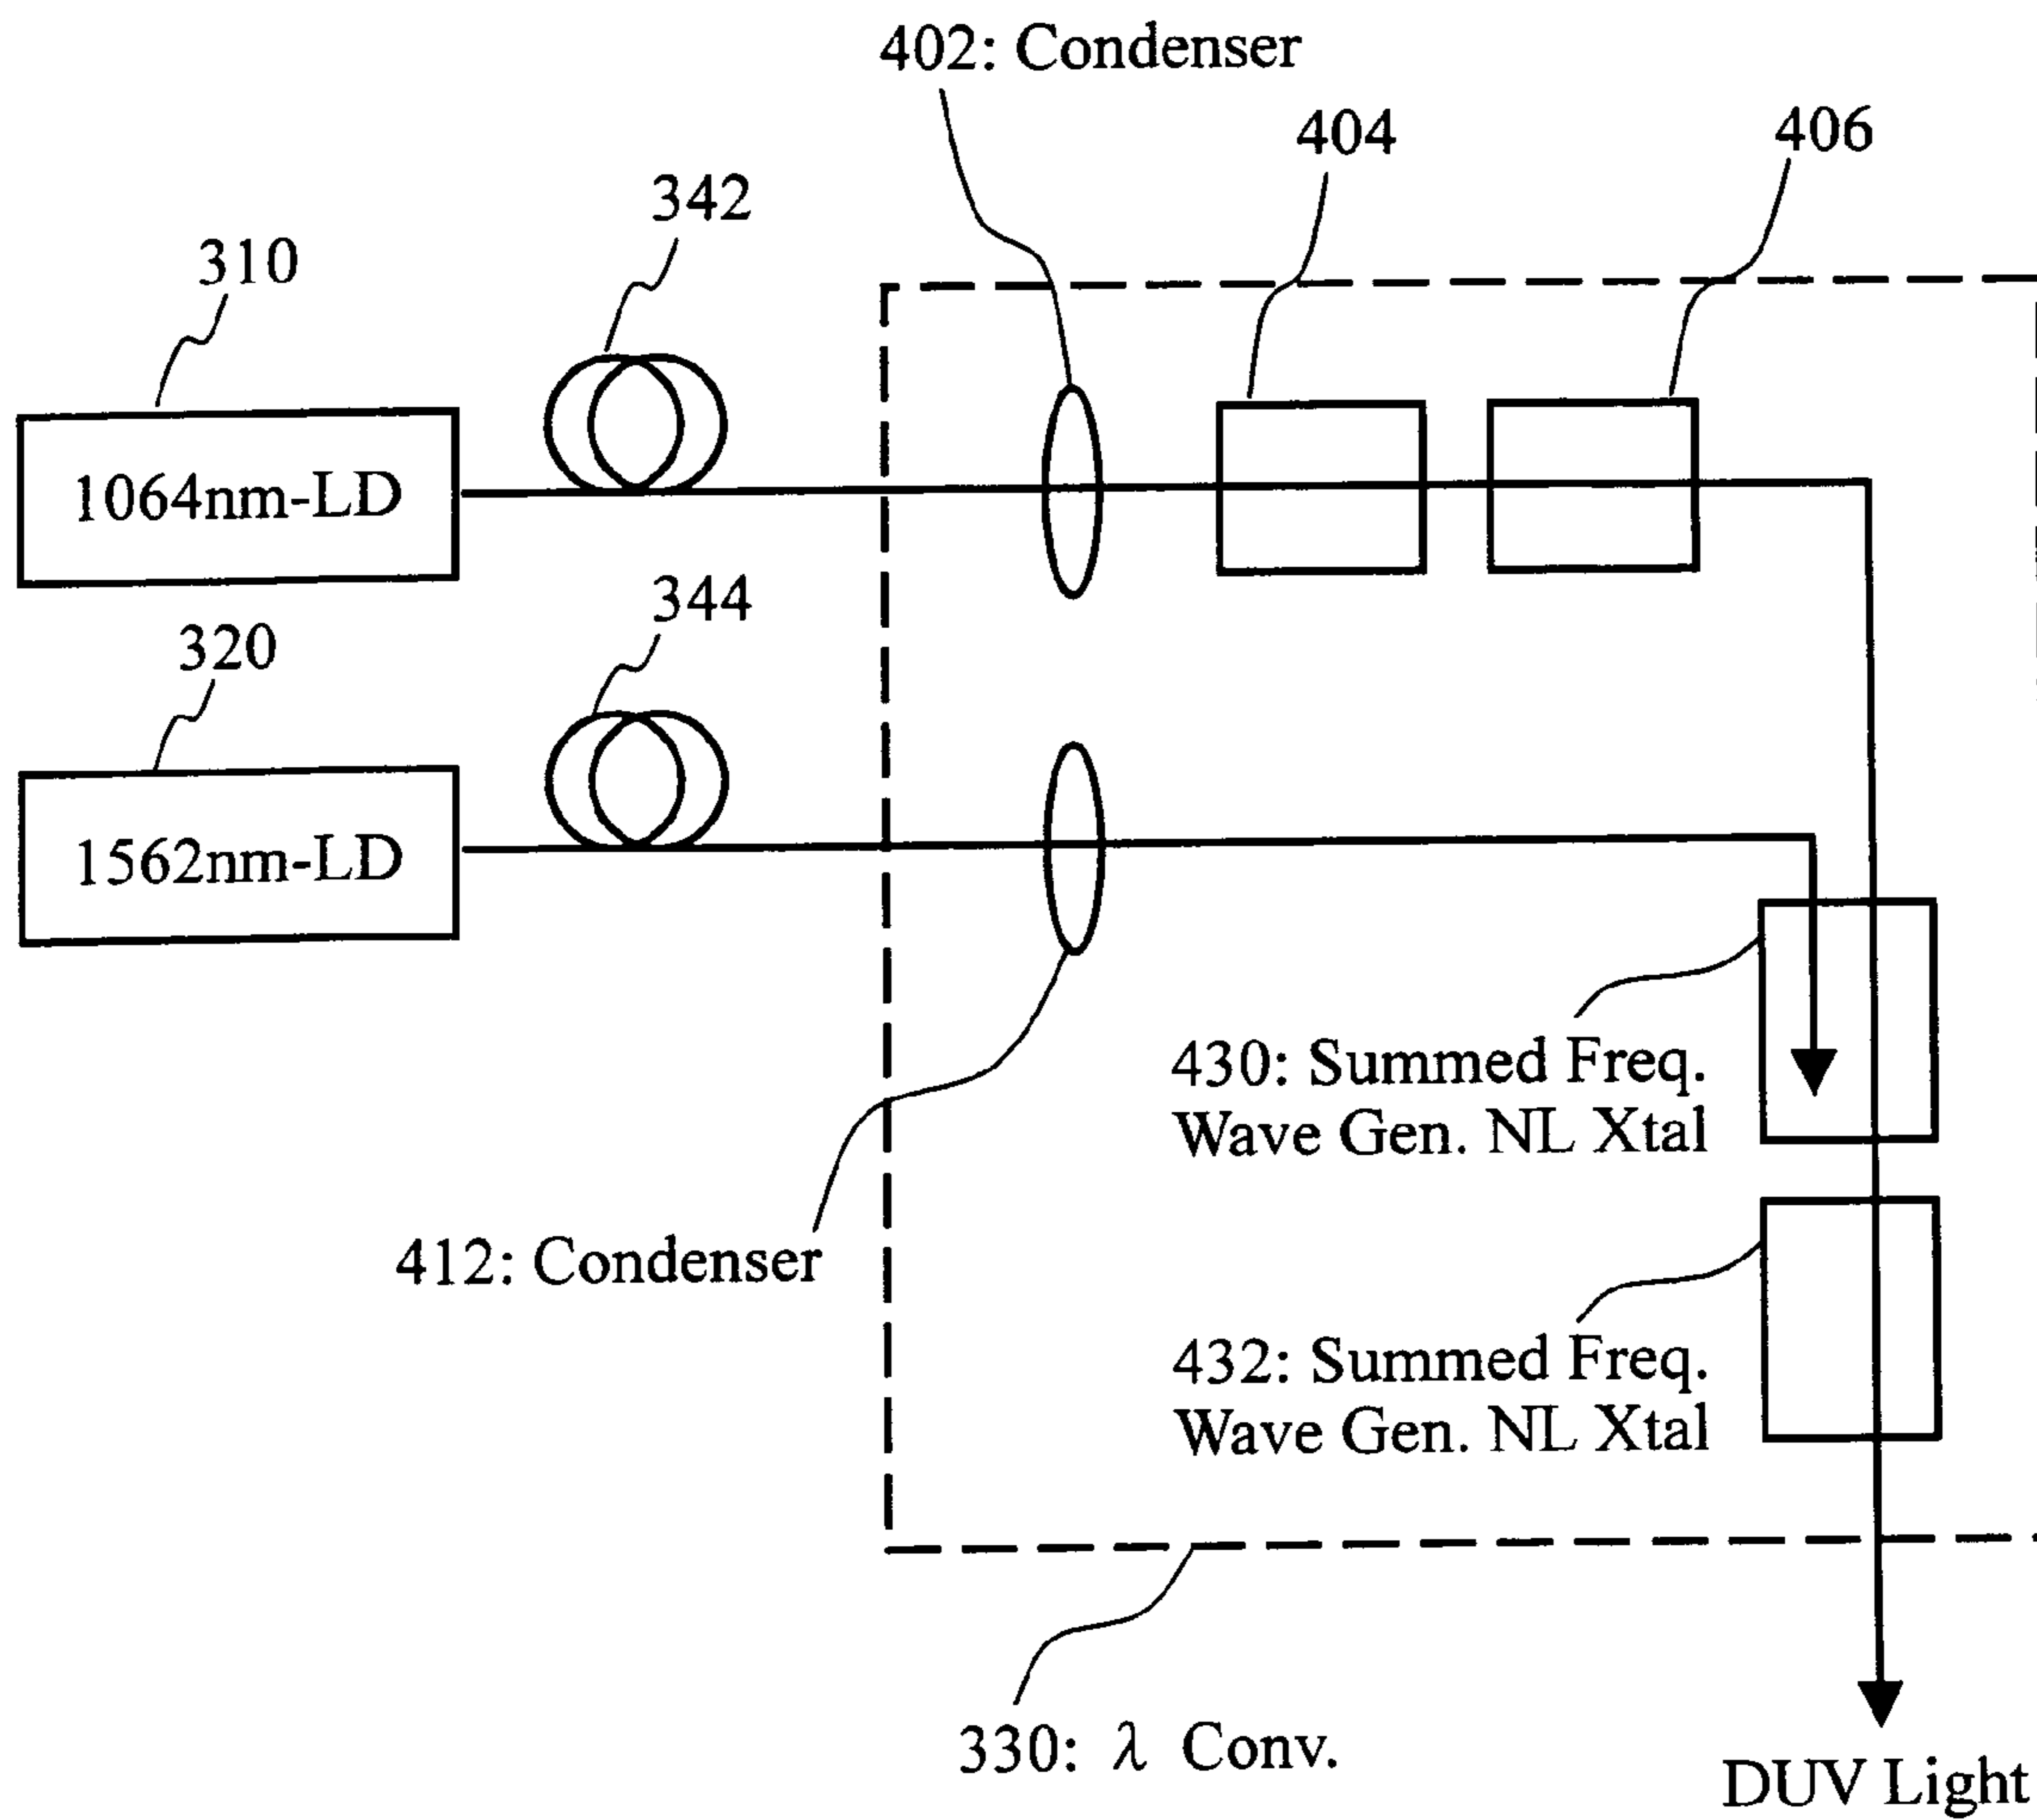 402: Condenser
404
406
342
310
1064nm-LD
344
320
1562nm-LD
430: Summed Freq.
Wave Gen. NL Xtal
412: Condenser
432: Summed Freq.
Wave Gen. NL Xtal
330: λ Conv.
DUV Light